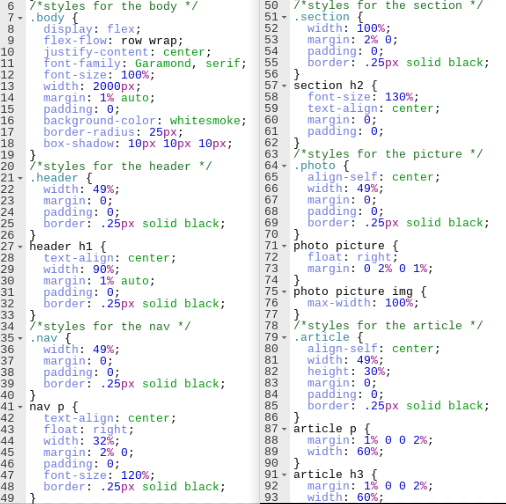 6 /*styles for the body */
7 .body {
8 display: flex;
9 flex-flow: row wrap;
10 justify-content: center;
11 font-family: Garamond, serif;
12 font-size: 100%;
13 width: 2000px;
14 margin: 1% auto;
15 padding: 0;
16 background-color: whitesmoke;
17 border-radius: 25px;
18 box-shadow: 10px 10px 10px;
19 }
20 /*styles for the header */
21 .header {
22 width: 49%;
23 margin: 0;
24 padding: 0;
25 border: .25px solid black;
26 }
27 header h1 {
28 text-align: center;
29 width: 90%;
30 margin: 1% auto;
31 padding: 0;
32 border: .25px solid black;
33 }
34 /*styles for the nav */
35 .nav {
36 width: 49%;
37 margin: 0;
38 padding: 0;
39 border: .25px solid black;
40 }
41 nav p {
42 text-align: center;
43 float: right;
44 width: 32%;
45 margin: 2% 0;
46 padding: 0;
47 font-size: 120%;
48 border: .25px solid black;
49 }
50 /*styles for the section */
51 .section {
52 width: 100%;
53 margin: 2% 0;
54 padding: 0;
55 border: .25px solid black;
56 }
57 section h2 {
58 font-size: 130%;
59 text-align: center;
60 margin: 0;
61 padding: 0;
62 }
63 /*styles for the picture */
64 .photo {
65 align-self: center;
66 width: 49%;
67 margin: 0;
68 padding: 0;
69 border: .25px solid black;
70 }
71 photo picture {
72 float: right;
73 margin: 0 2% 0 1%;
74 }
75 photo picture img {
76 max-width: 100%;
77 }
78 /*styles for the article */
79 .article {
80 align-self: center;
81 width: 49%;
82 height: 30%;
83 margin: 0;
84 padding: 0;
85 border: .25px solid black;
86 }
87 article p {
88 margin: 1% 0 0 2%;
89 width: 60%;
90 }
91 article h3 {
92 margin: 1% 0 0 2%;
93 width: 60%;